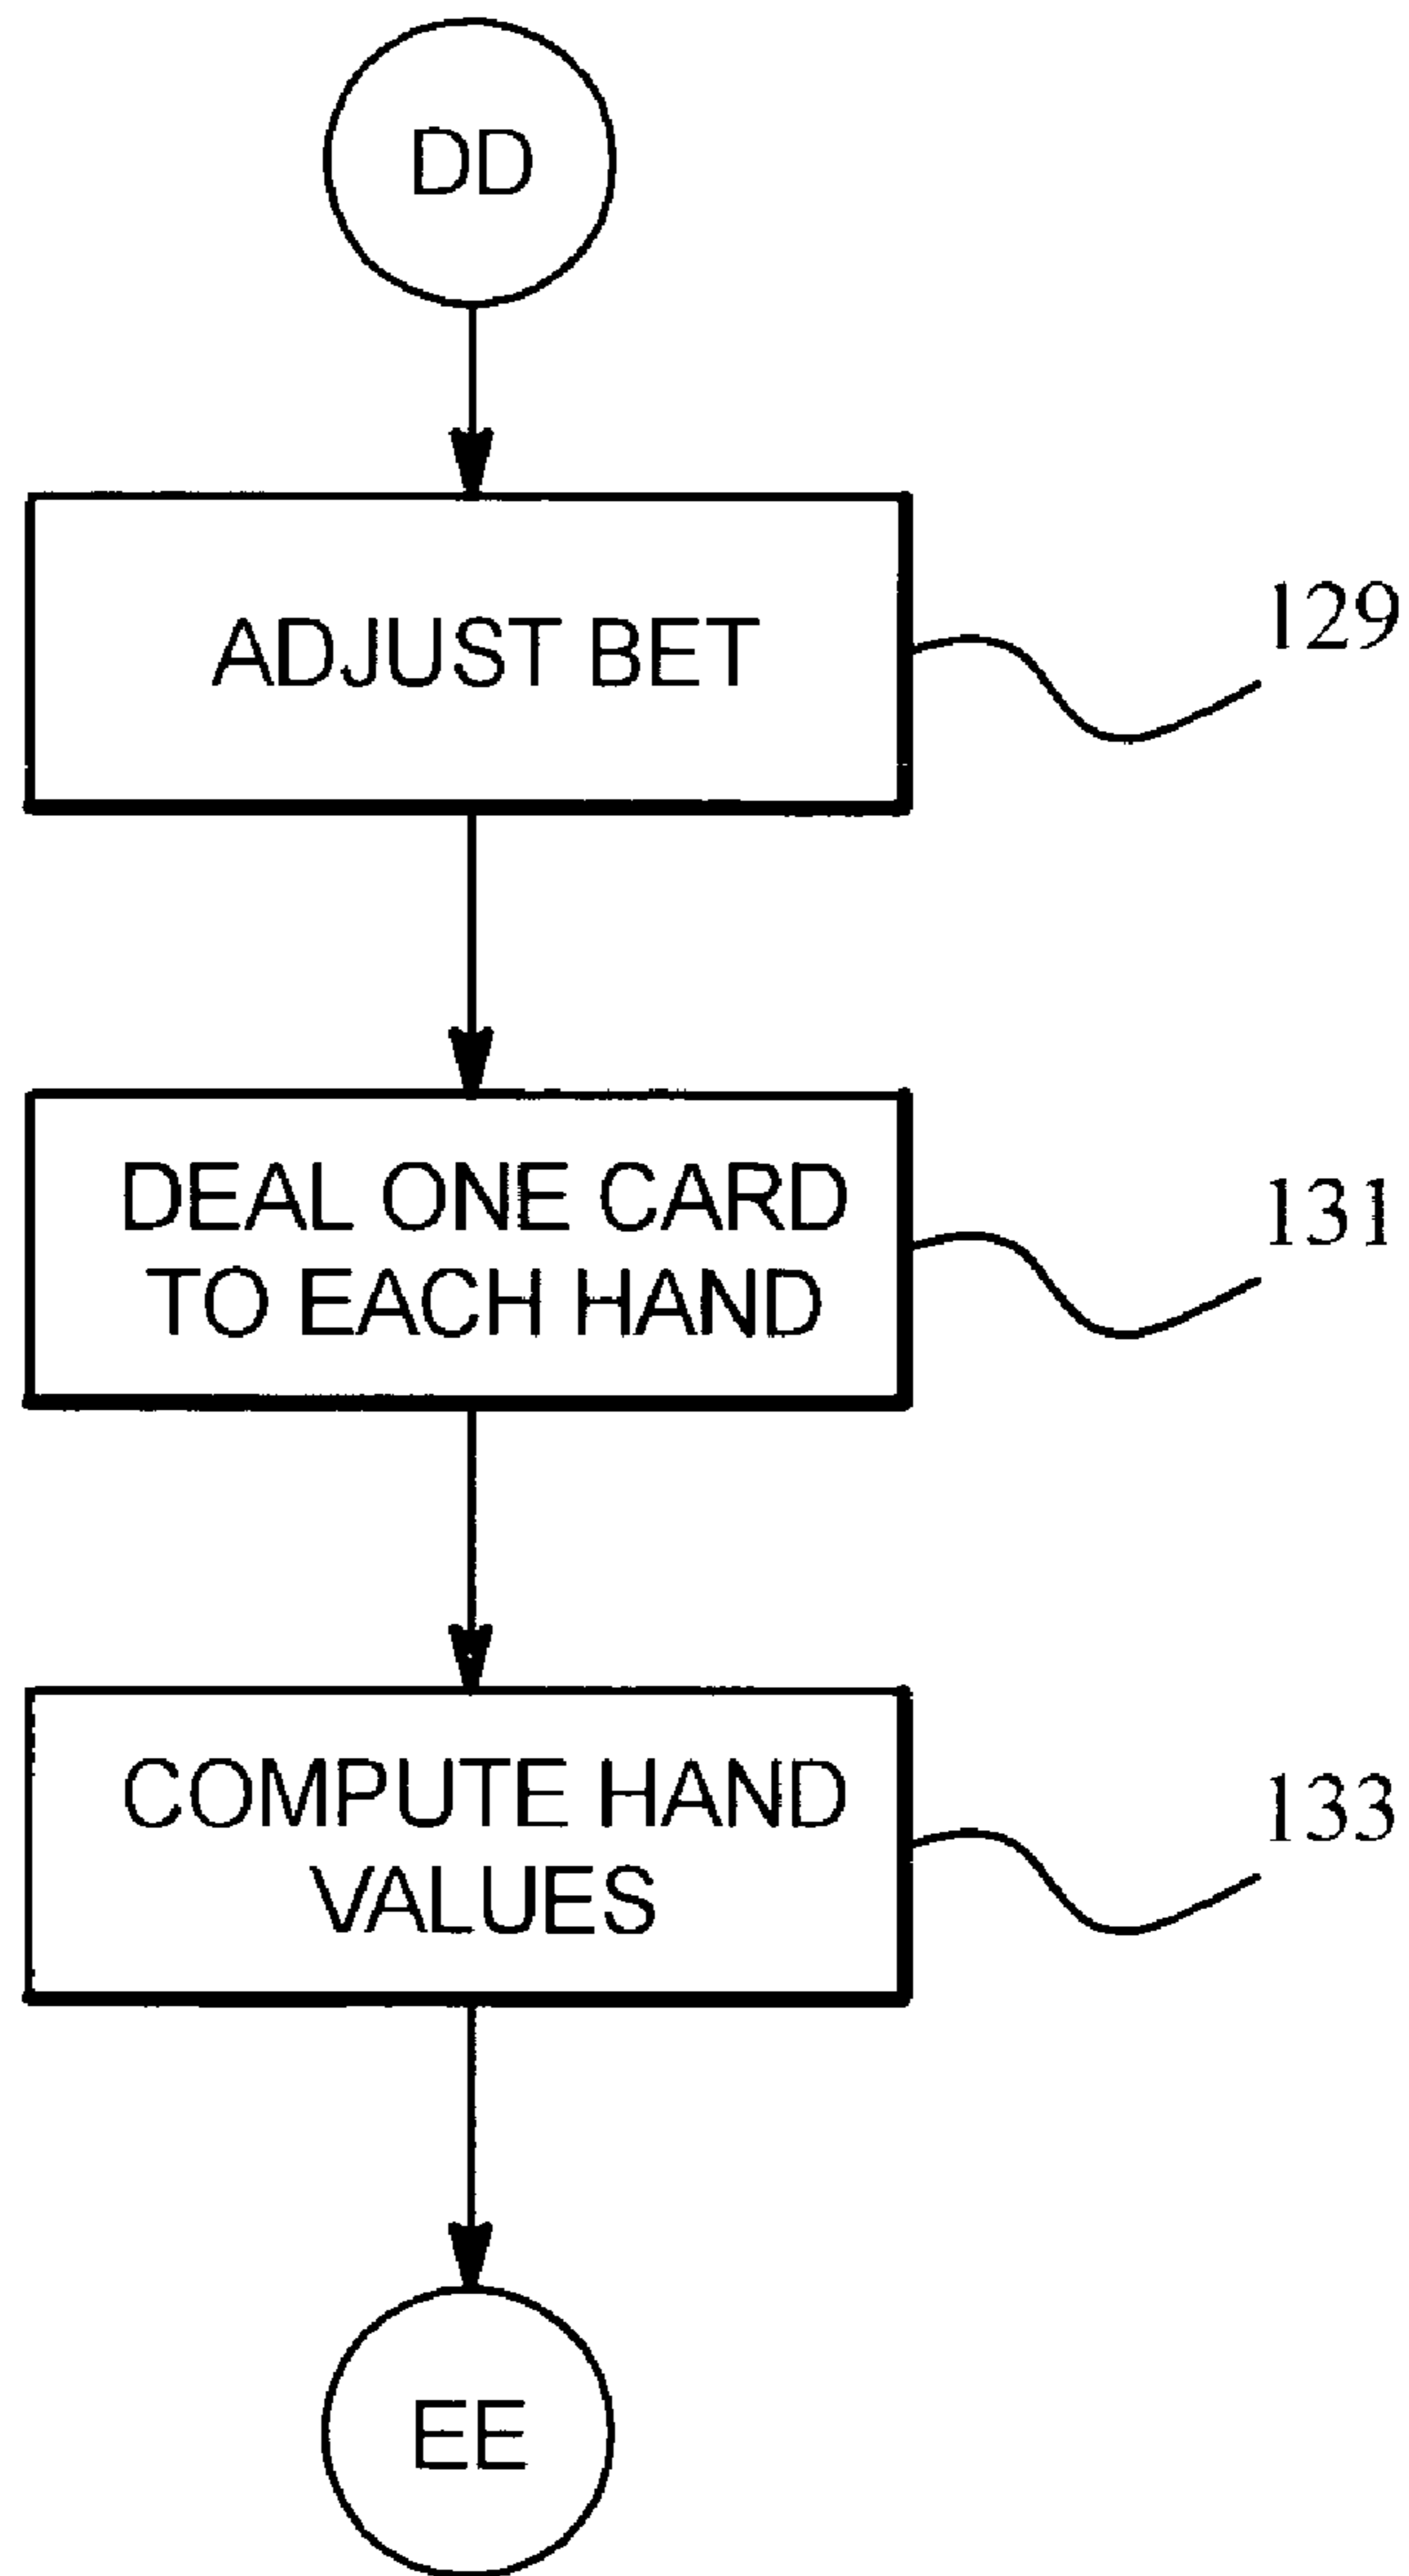 DD
ADJUST BET
129
DEAL ONE CARD
TO EACH HAND
131
COMPUTE HAND
VALUES
133
EE